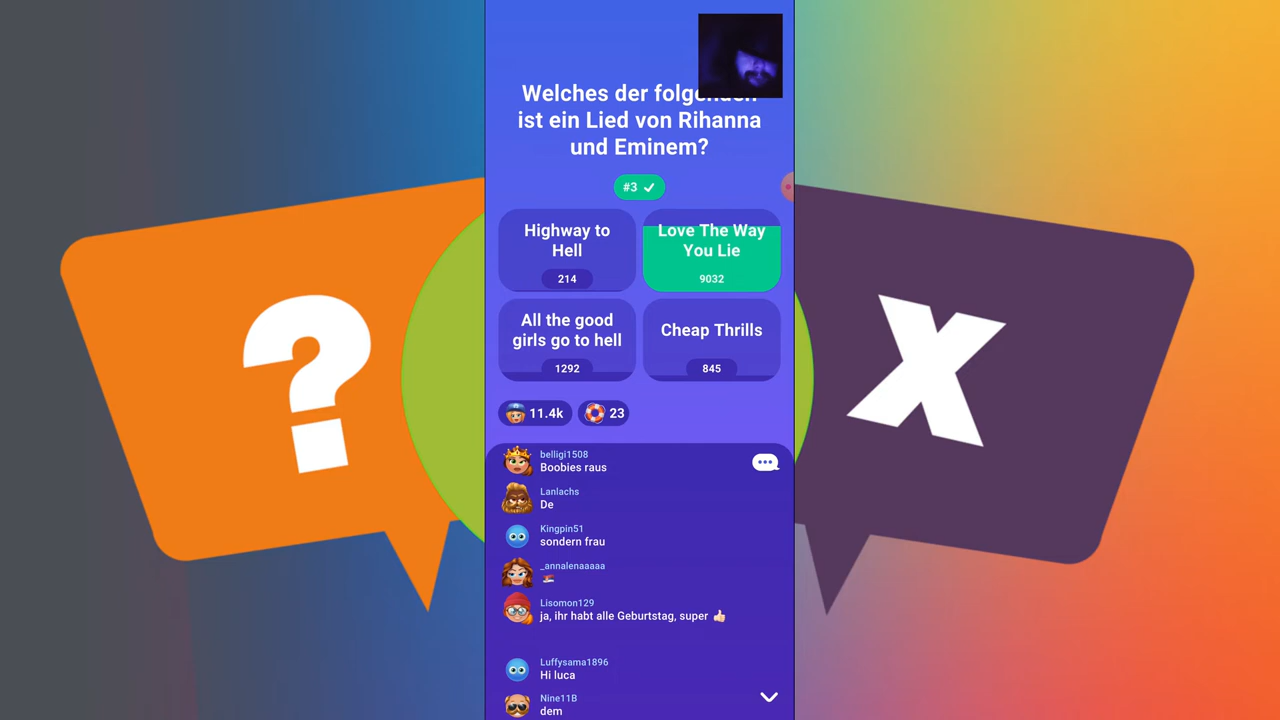 ?
X
Welches der folgenden
ist ein Lied von Rihanna
und Eminem?
#3
Highway to
Hell
214
Love The Way
You Lie
9032
All the good
girls go to hell
1292
Cheap Thrills
845
11.4k
23
belligi1508
Boobies raus
Lanlachs
De
Kingpin51
sondern frau
_annalenaaaaa
Lisomon129
ja, ihr habt alle Geburtstag, super 👍🏻
Luffysama1896
Hi luca
Nine11B
dem